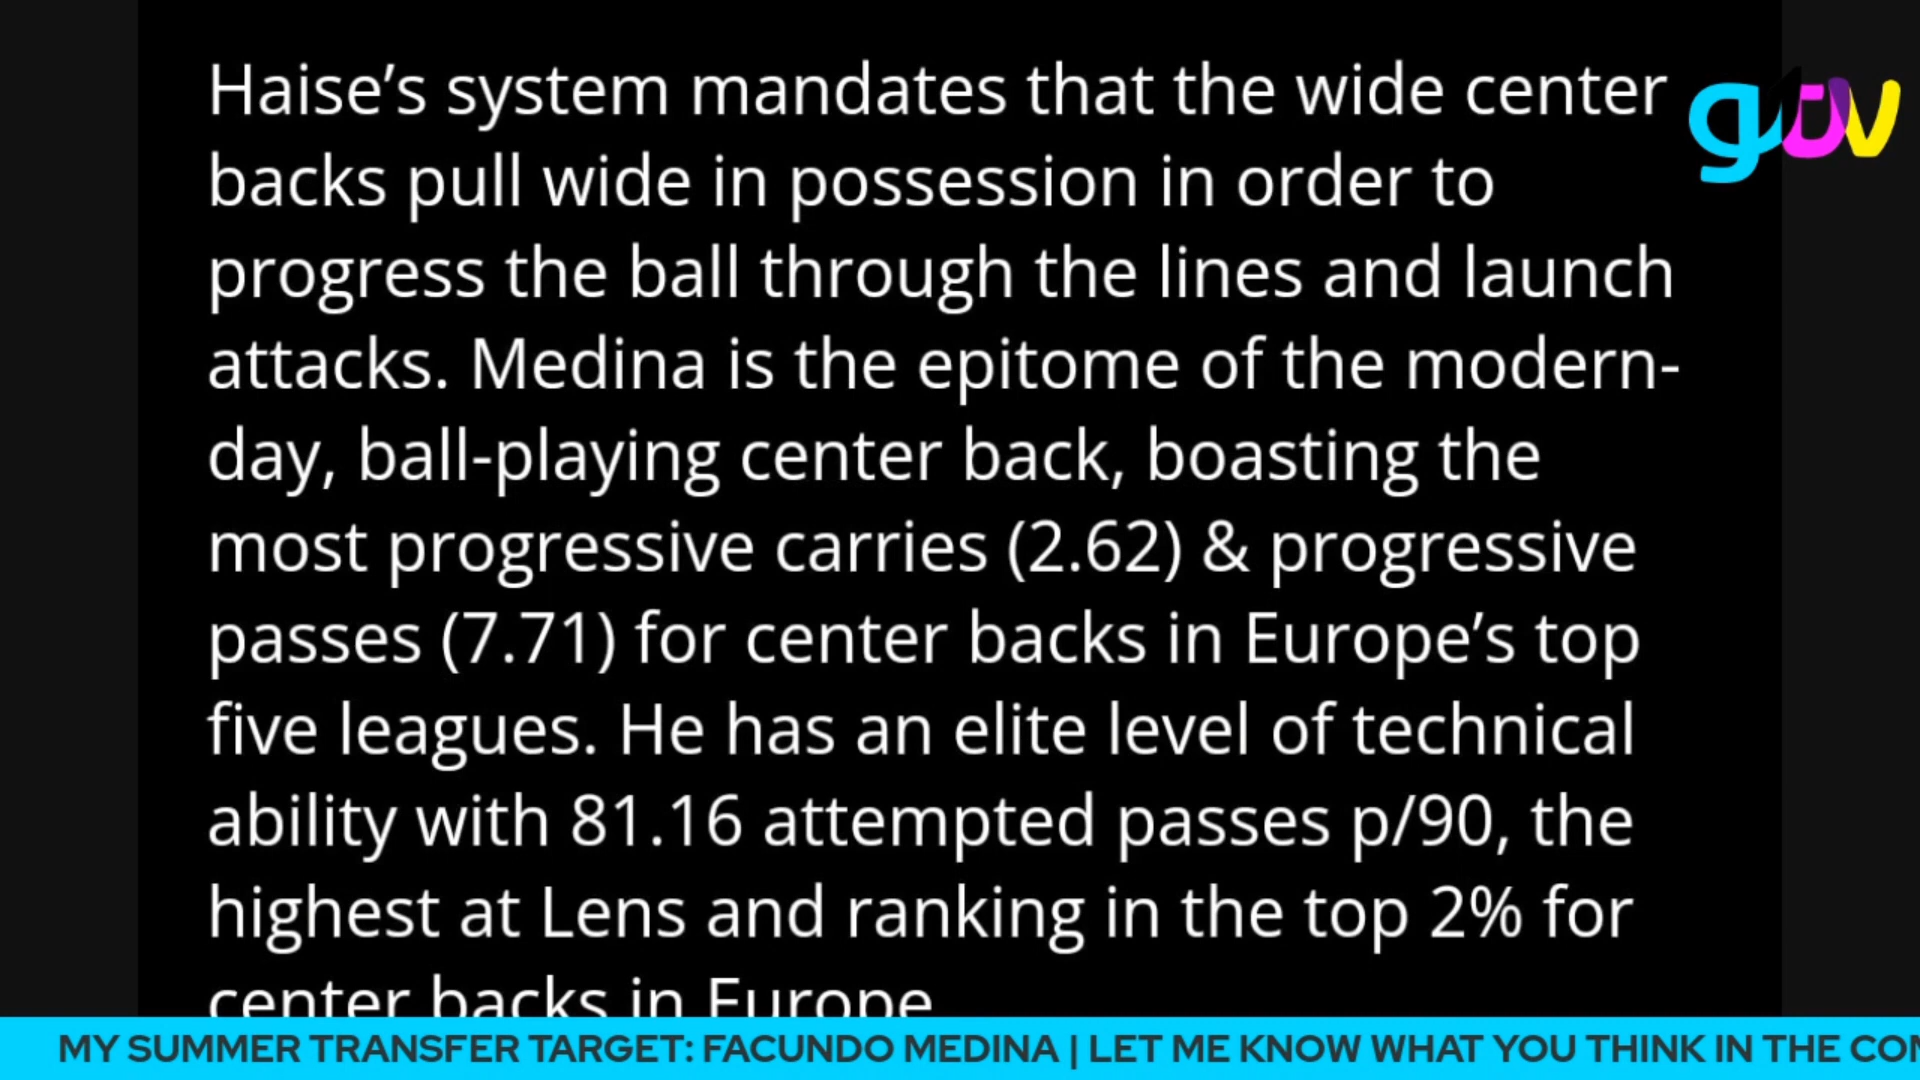 Haise’s system mandates that the wide center
backs pull wide in possession in order to
progress the ball through the lines and launch
attacks. Medina is the epitome of the modern-
day, ball-playing center back, boasting the
most progressive carries (2.62) & progressive
passes (7.71) for center backs in Europe’s top
five leagues. He has an elite level of technical
ability with 81.16 attempted passes p/90, the
highest at Lens and ranking in the top 2% for
center backs in Europe
gtv
MY SUMMER TRANSFER TARGET: FACUNDO MEDINA | LET ME KNOW WHAT YOU THINK IN THE